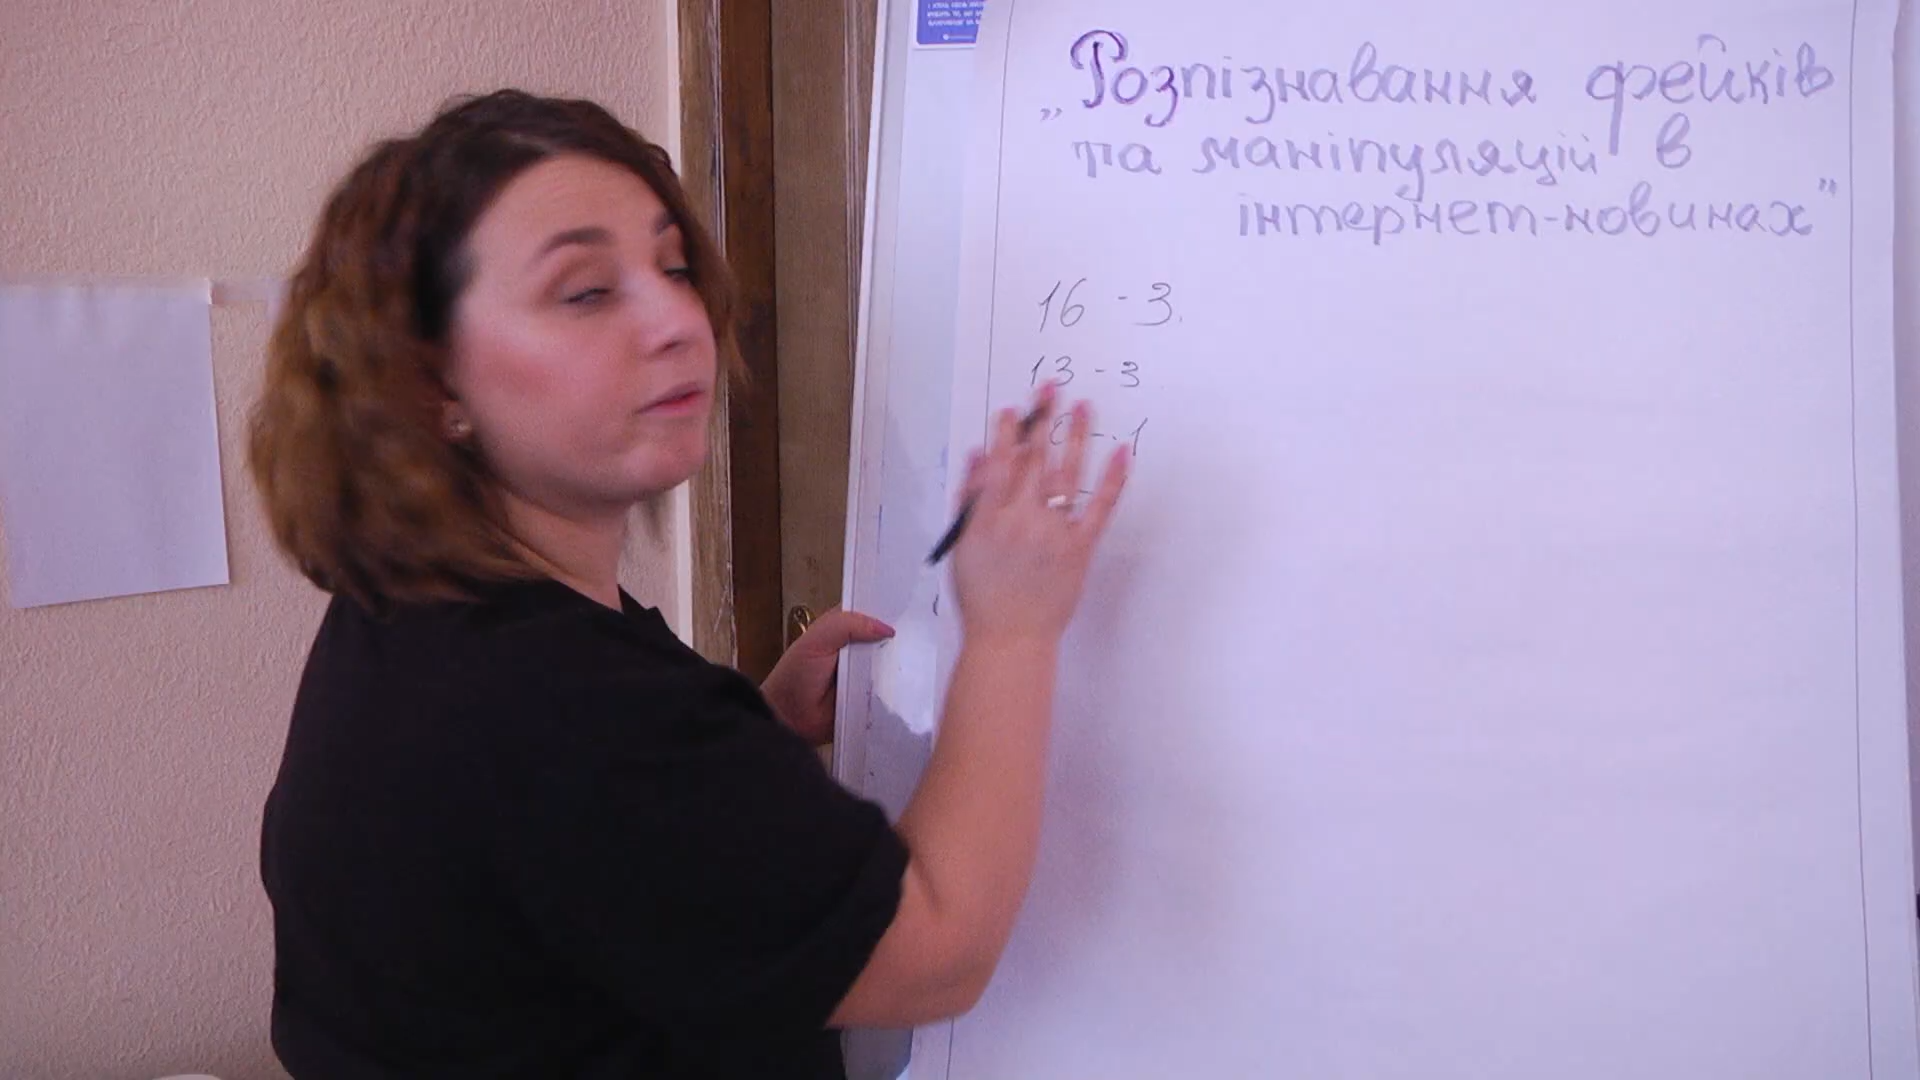 „Розпізнавання фейків
та маніпуляцій в
інтернет-новинах”
16 - 3.
13 - 3